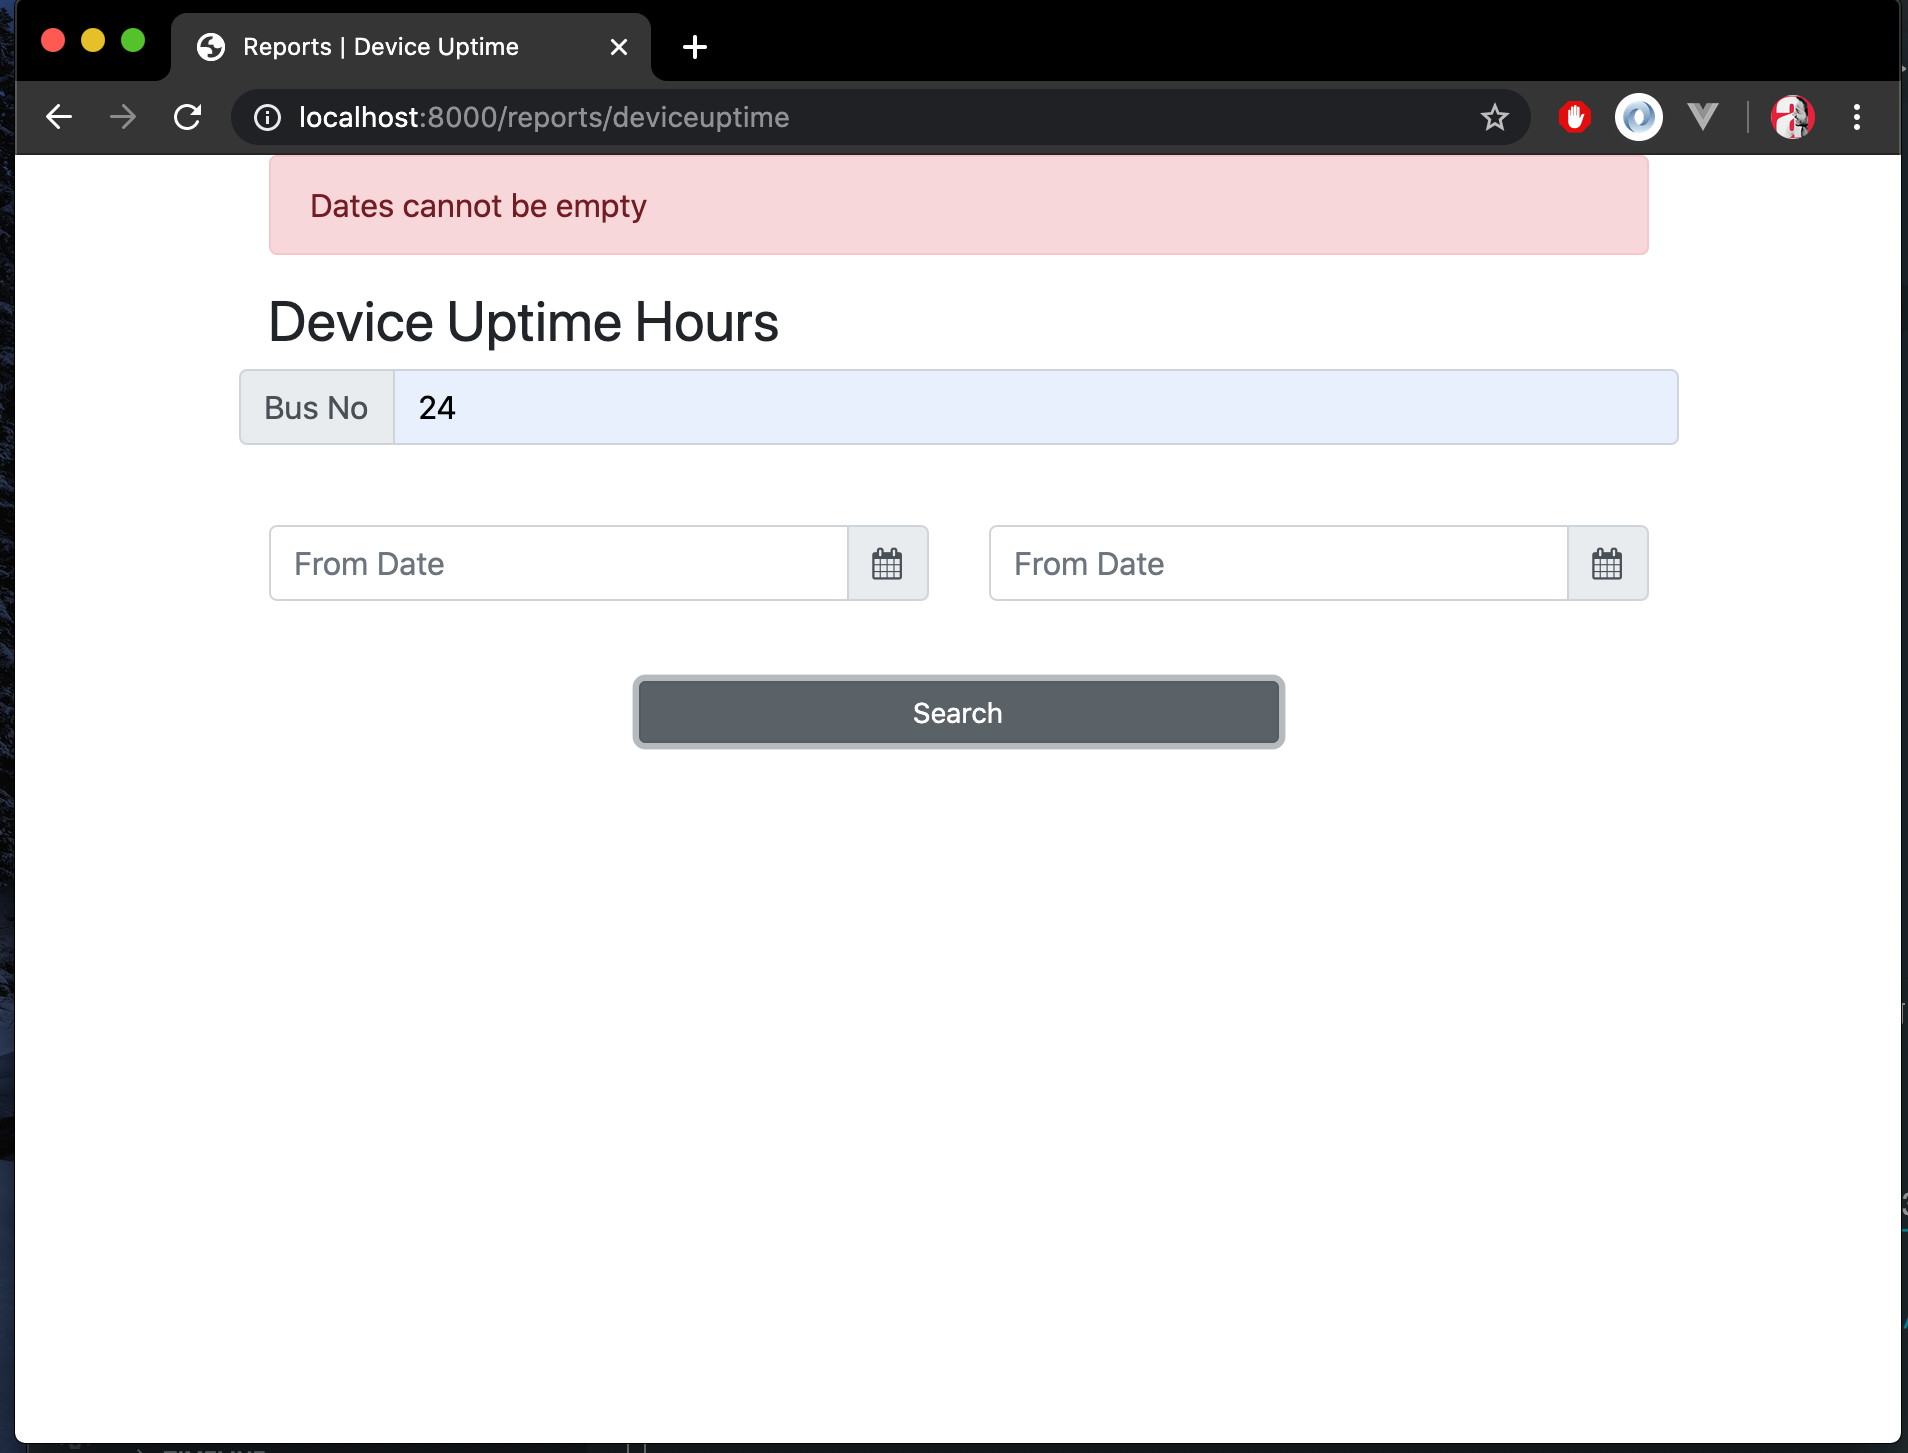 Reports | Device Uptime
localhost:8000/reports/deviceuptime
Dates cannot be empty
Device Uptime Hours
Bus No 24
From Date From Date
Search